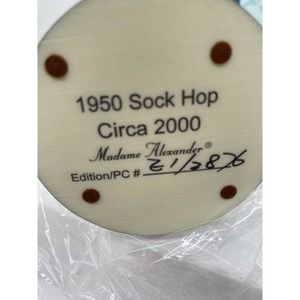 1950 Sock Hop
Circa 2000
Madame Alexander®
Edition/PC #